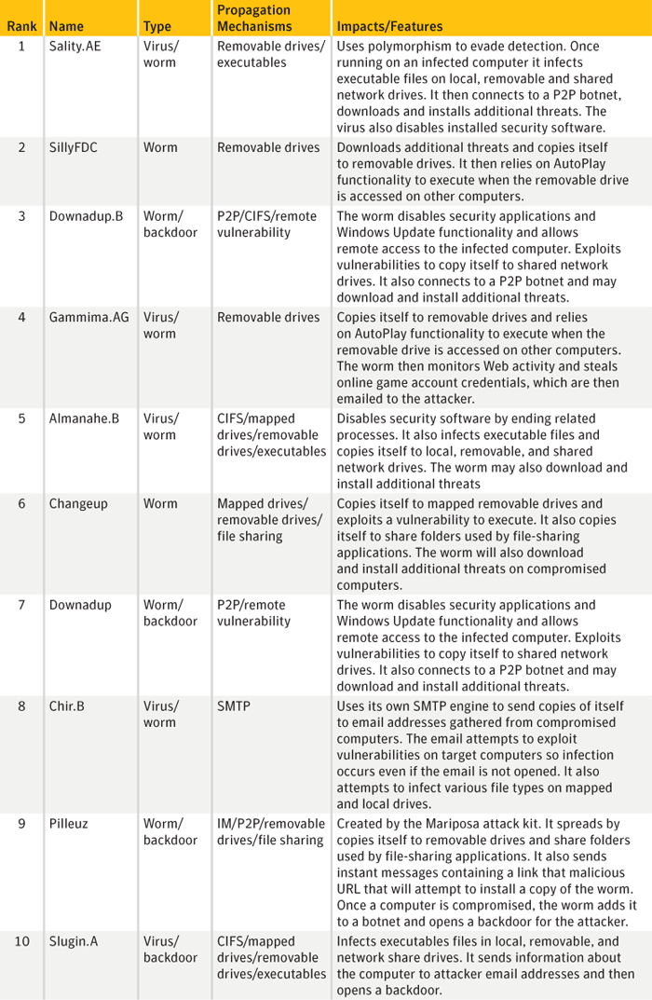 Rank Name Type Propagation Mechanisms Impacts/Features
1 Sality.AE Virus/ Removable drives/ Uses polymorphism to evade detection. Once
worm executables running on an infected computer it infects
executable files on local, removable and shared
network drives. It then connects to a P2P botnet,
downloads and installs additional threats. The
virus also disables installed security software.
2 SillyFDC Worm Removable drives Downloads additional threats and copies itself
to removable drives. It then relies on AutoPlay
functionality to execute when the removable drive
is accessed on other computers.
3 Downadup.B Worm/ P2P/CIFS/remote The worm disables security applications and
backdoor vulnerability Windows Update functionality and allows
remote access to the infected computer. Exploits
vulnerabilities to copy itself to shared network
drives. It also connects to a P2P botnet and may
download and install additional threats.
4 Gammima.AG Virus/ Removable drives Copies itself to removable drives and relies
worm on AutoPlay functionality to execute when the
removable drive is accessed on other computers.
The worm then monitors Web activity and steals
online game account credentials, which are then
emailed to the attacker.
5 Almanahe.B Virus/ CIFS/mapped Disables security software by ending related
worm drives/removable processes. It also infects executable files and
drives/executables copies itself to local, removable, and shared
network drives. The worm may also download and
install additional threats
6 Changeup Worm Mapped drives/ Copies itself to mapped removable drives and
removable drives/ exploits a vulnerability to execute. It also copies
file sharing itself to share folders used by file-sharing
applications. The worm will also download
and install additional threats on compromised
computers.
7 Downadup Worm/ P2P/remote The worm disables security applications and
backdoor vulnerability Windows Update functionality and allows
remote access to the infected computer. Exploits
vulnerabilities to copy itself to shared network
drives. It also connects to a P2P botnet and may
download and install additional threats.
8 Chir.B Virus/ SMTP Uses its own SMTP engine to send copies of itself
worm to email addresses gathered from compromised
computers. The email attempts to exploit
vulnerabilities on target computers so infection
occurs even if the email is not opened. It also
attempts to infect various file types on mapped
and local drives.
9 Pilleuz Worm/ IM/P2P/removable Created by the Mariposa attack kit. It spreads by
backdoor drives/file sharing copies itself to removable drives and share folders
used by file-sharing applications. It also sends
instant messages containing a link that malicious
URL that will attempt to install a copy of the worm.
Once a computer is compromised, the worm adds it
to a botnet and opens a backdoor for the attacker.
10 Slugin.A Virus/ CIFS/mapped Infects executables files in local, removable, and
backdoor drives/removable network share drives. It sends information about
drives/executables the computer to attacker email addresses and then
opens a backdoor.